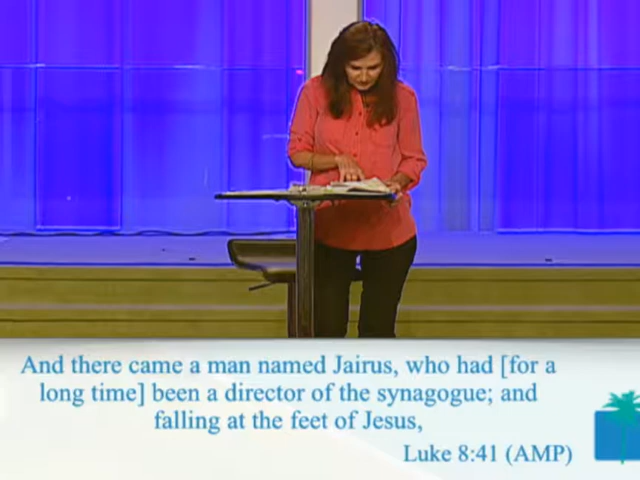 And there came a man named Jairus, who had [for a
long time] been a director of the synagogue; and
falling at the feet of Jesus,
Luke 8:41 (AMP)